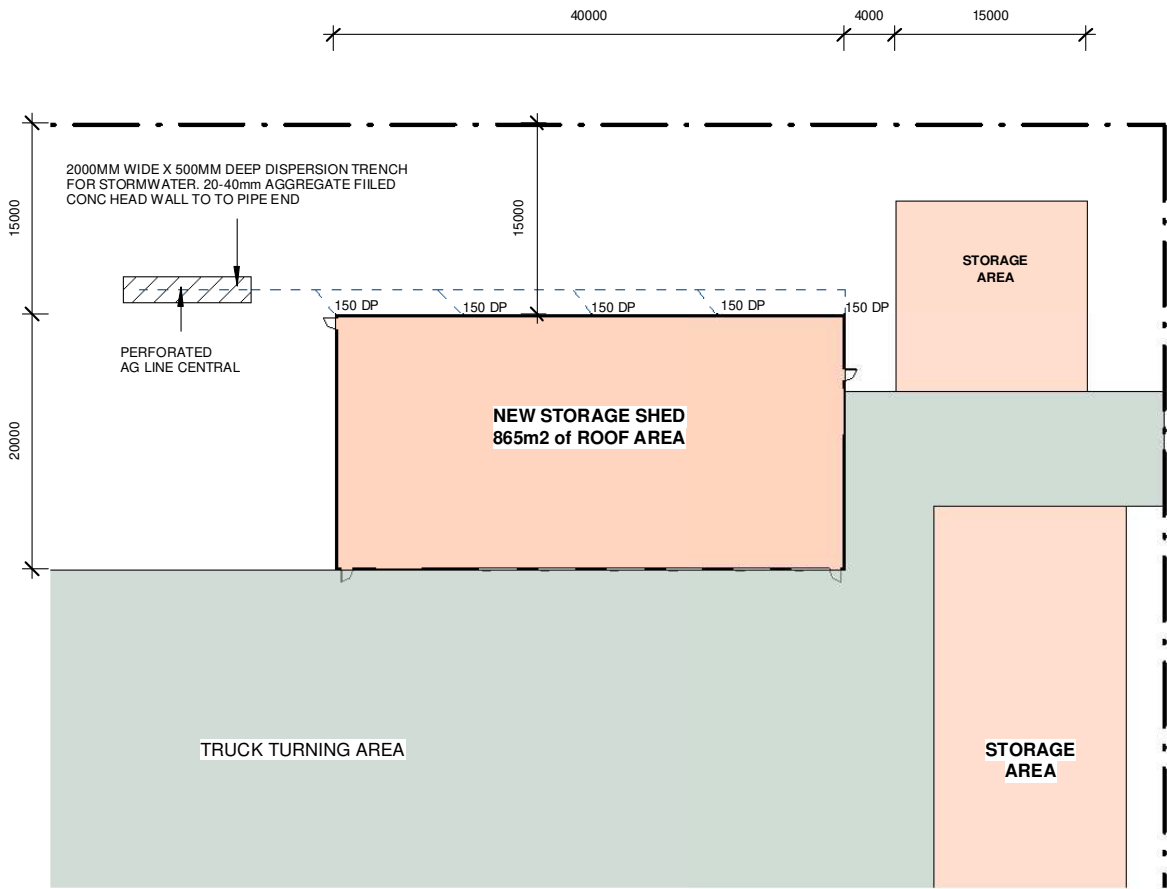 40000
4000
15000
2000MM WIDE X 500MM DEEP DISPERSION TRENCH
FOR STORMWATER. 20-40mm AGGREGATE FIILED
CONC HEAD WALL TO TO PIPE END
15000
15000
STORAGE
AREA
150 DP
150 DP
150 DP
150 DP
150 DP
PERFORATED
AG LINE CENTRAL
20000
NEW STORAGE SHED
865m2 of ROOF AREA
TRUCK TURNING AREA
STORAGE
AREA